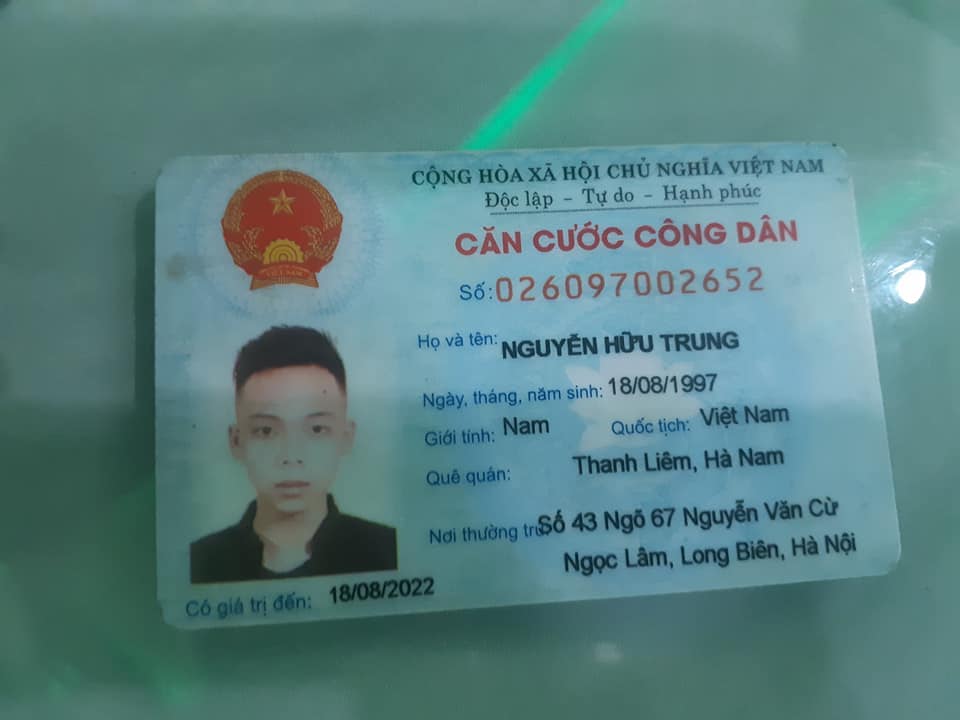 CỘNG HÒA XÃ HỘI CHỦ NGHĨA VIỆT NAM
Độc lập - Tự do - Hạnh phúc
CĂN CƯỚC CÔNG DÂN
Số: 026097002652
Họ và tên: NGUYỄN HỮU TRUNG
Ngày, tháng, năm sinh: 18/08/1997
Giới tính: Nam Quốc tịch: Việt Nam
Quê quán: Thanh Liêm, Hà Nam
Nơi thường trú: Số 43 Ngõ 67 Nguyễn Văn Cừ
Ngọc Lâm, Long Biên, Hà Nội
Có giá trị đến: 18/08/2022